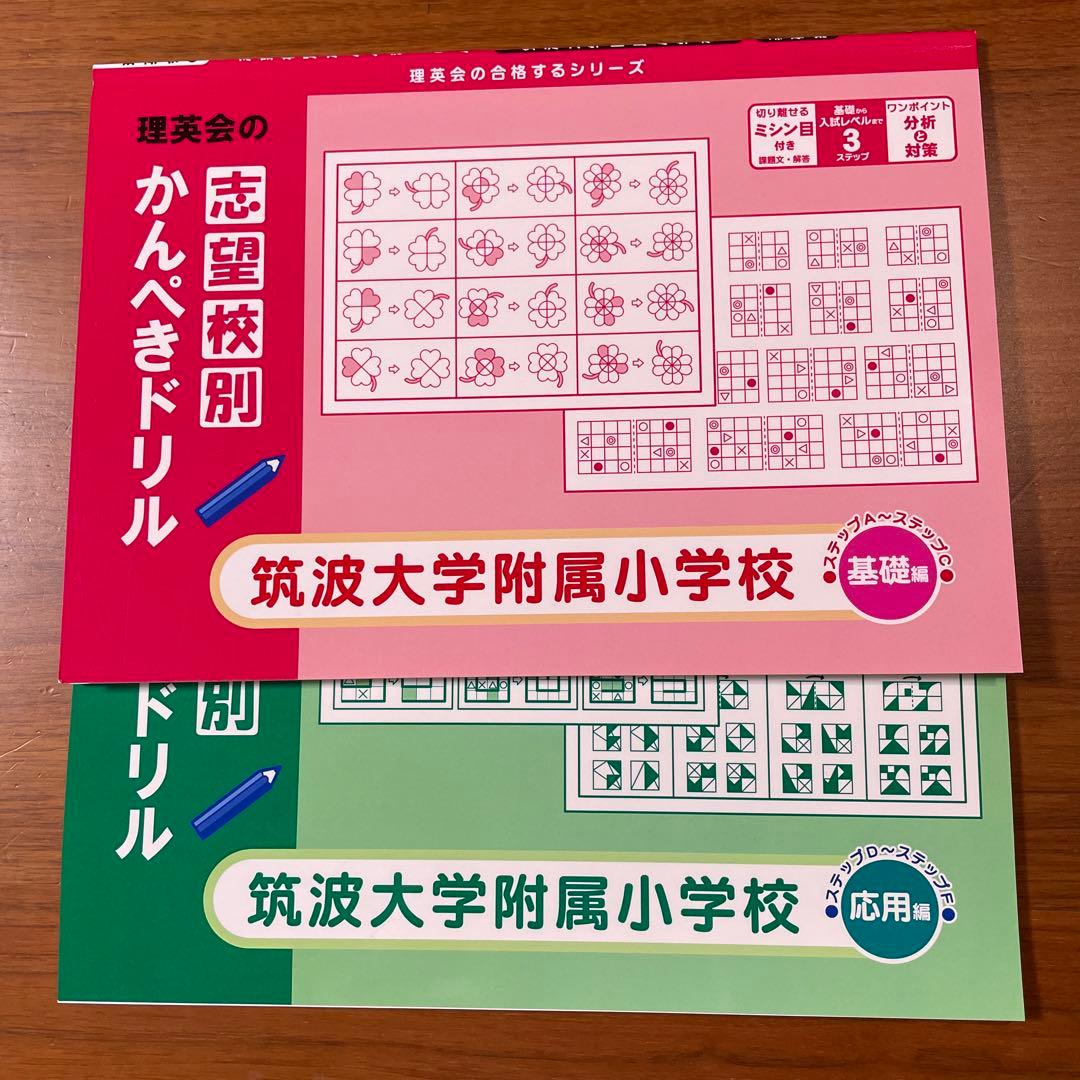 理英会の合格するシリーズ
理英会の
志望校別
かんぺきドリル
切り離せる
ミシン目
付き
課題文・解答
基礎から
入試レベルまで
3
ステップ
ワンポイント
分析
と
対策
筑波大学附属小学校
ステップA～ステップC
基礎編
別
ドリル
筑波大学附属小学校
ステップD～ステップF
応用編